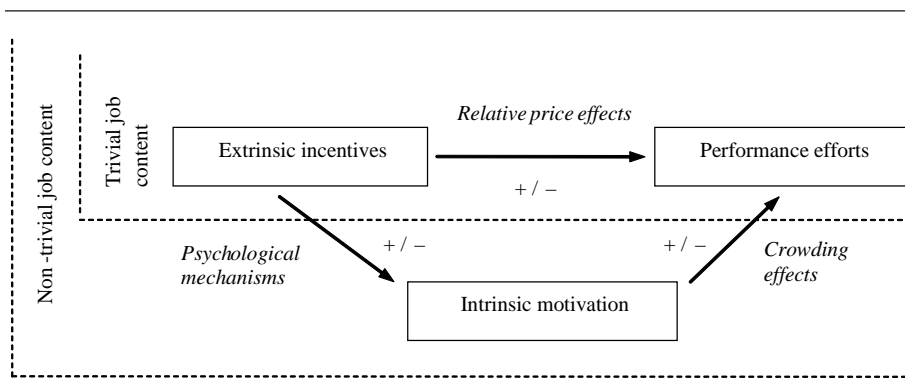 Non -trivial job content
Trivial job
content
Extrinsic incentives
Relative price effects
+ / −
Performance efforts
Psychological
mechanisms
+ / −
Intrinsic motivation
+ / −
Crowding
effects